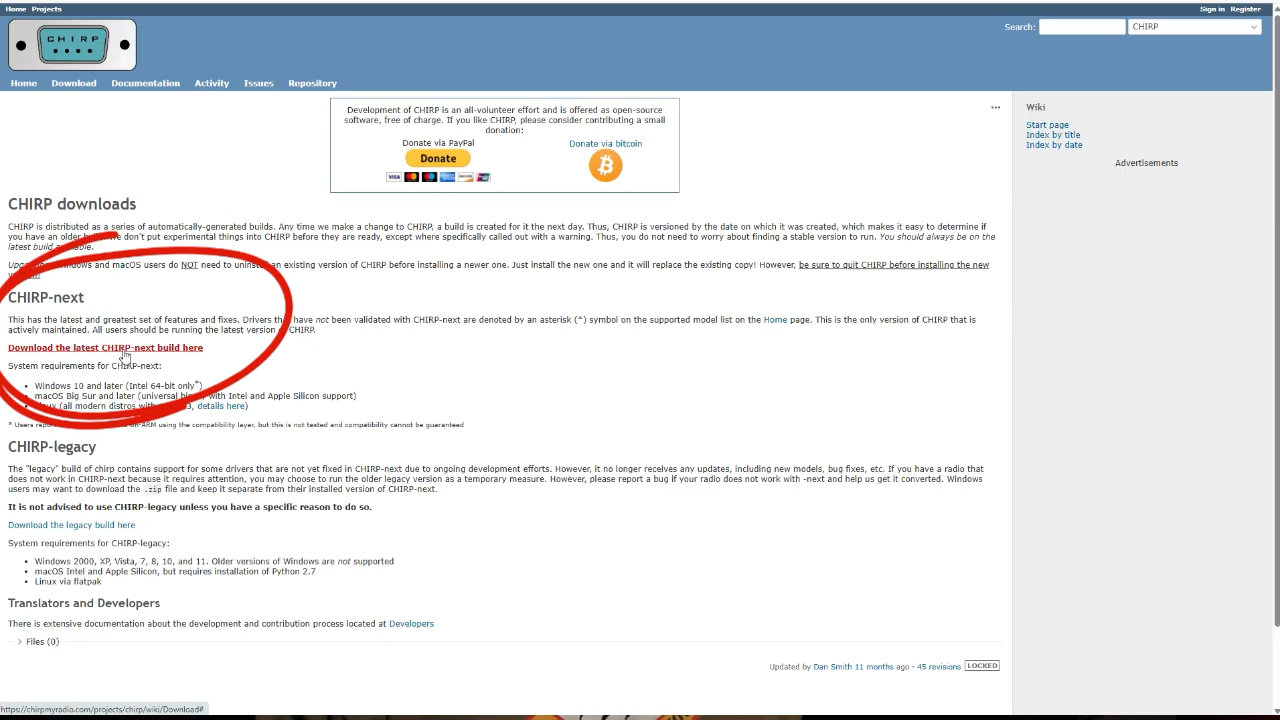 Home Projects
Sign in Register
CHIRP
Search:
CHIRP
Home Download Documentation Activity Issues Repository
Development of CHIRP is an all-volunteer effort and is offered as open-source
software, free of charge. If you like CHIRP, please consider contributing a small
donation:
Donate via PayPal
Donate via bitcoin
Donate
VISA
Wiki
Start page
Index by title
Index by date
Advertisements
CHIRP downloads
CHIRP is distributed as a series of automatically-generated builds. Any time we make a change to CHIRP, a build is created for it the next day. Thus, CHIRP is versioned by the date on which it was created, which makes it easy to determine if
you have an older build. We don't put experimental things into CHIRP before they are ready, except where specifically called out with a warning. Thus, you do not need to worry about finding a stable version to run. You should always be on the
latest build available.
Windows and macOS users do NOT need to uninstall an existing version of CHIRP before installing a newer one. Just install the new one and it will replace the existing copy! However, be sure to quit CHIRP before installing the new
CHIRP-next
This has the latest and greatest set of features and fixes. Drivers that have not been validated with CHIRP-next are denoted by an asterisk (*) symbol on the supported model list on the Home page. This is the only version of CHIRP that is
actively maintained. All users should be running the latest version of CHIRP.
Download the latest CHIRP-next build here
System requirements for CHIRP-next:
Windows 10 and later (Intel 64-bit only*)
macOS Big Sur and later (universal binary with Intel and Apple Silicon support)
Linux (all modern distros with details here)
* Users on-ARM using the compatibility layer, but this is not tested and compatibility cannot be guaranteed
CHIRP-legacy
The "legacy" build of chirp contains support for some drivers that are not yet fixed in CHIRP-next due to ongoing development efforts. However, it no longer receives any updates, including new models, bug fixes, etc. If you have a radio that
does not work in CHIRP-next because it requires attention, you may choose to run the older legacy version as a temporary measure. However, please report a bug if your radio does not work with -next and help us get it converted. Windows
users may want to download the .zip file and keep it separate from their installed version of CHIRP-next.
It is not advised to use CHIRP-legacy unless you have a specific reason to do so.
Download the legacy build here
System requirements for CHIRP-legacy:
Windows 2000, XP, Vista, 7, 8, 10, and 11. Older versions of Windows are not supported
macOS Intel and Apple Silicon, but requires installation of Python 2.7
Linux via flatpak
Translators and Developers
There is extensive documentation about the development and contribution process located at Developers
Files (0)
Updated by Dan Smith 11 months ago · 45 revisions LOCKED
https://chirpmyradio.com/projects/chirp/wiki/Download#